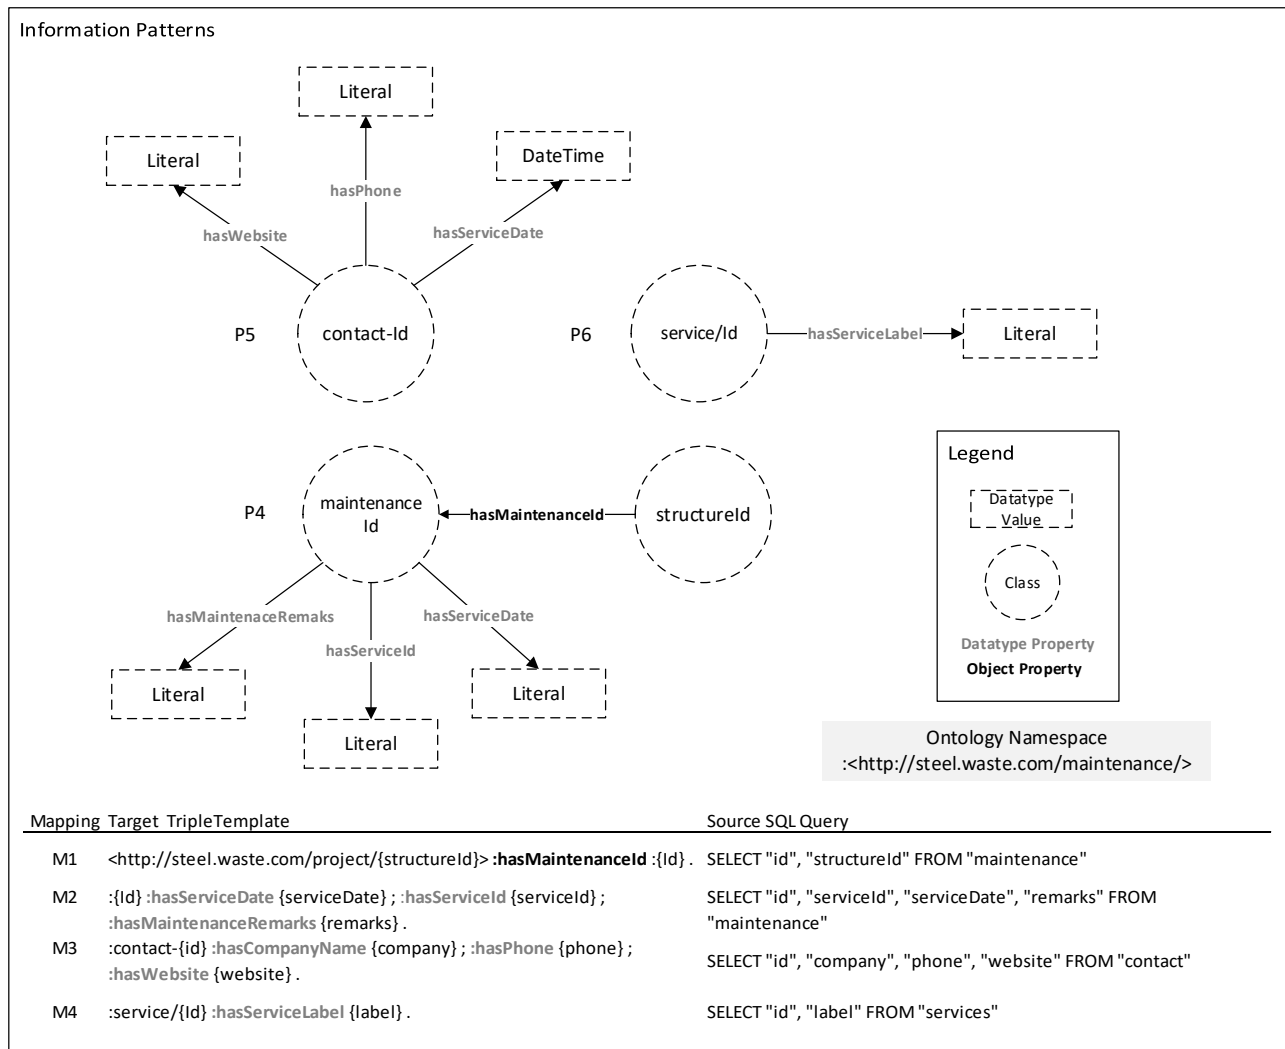 Information Patterns
Literal
Literal
DateTime
hasPhone
hasWebsite
hasServiceDate
P5
contact-Id
P6
service/Id
hasServiceLabel
Literal
P4
maintenance
Id
hasMaintenanceId
structureId
hasMaintenaceRemaks
hasServiceId
hasServiceDate
Literal
Literal
Literal
Legend
Datatype
Value
Class
Datatype Property
Object Property
Ontology Namespace
:<http://steel.waste.com/maintenance/>
Mapping Target TripleTemplate Source SQL Query
M1 <http://steel.waste.com/project/{structureId}> :hasMaintenanceId :{Id} . SELECT "id", "structureId" FROM "maintenance"
M2 :{Id} :hasServiceDate {serviceDate} ; :hasServiceId {serviceId} ; SELECT "id", "serviceId", "serviceDate", "remarks" FROM
:hasMaintenanceRemarks {remarks} . "maintenance"
M3 :contact-{id} :hasCompanyName {company} ; :hasPhone {phone} ;
:hasWebsite {website} . SELECT "id", "company", "phone", "website" FROM "contact"
M4 :service/{Id} :hasServiceLabel {label} . SELECT "id", "label" FROM "services"